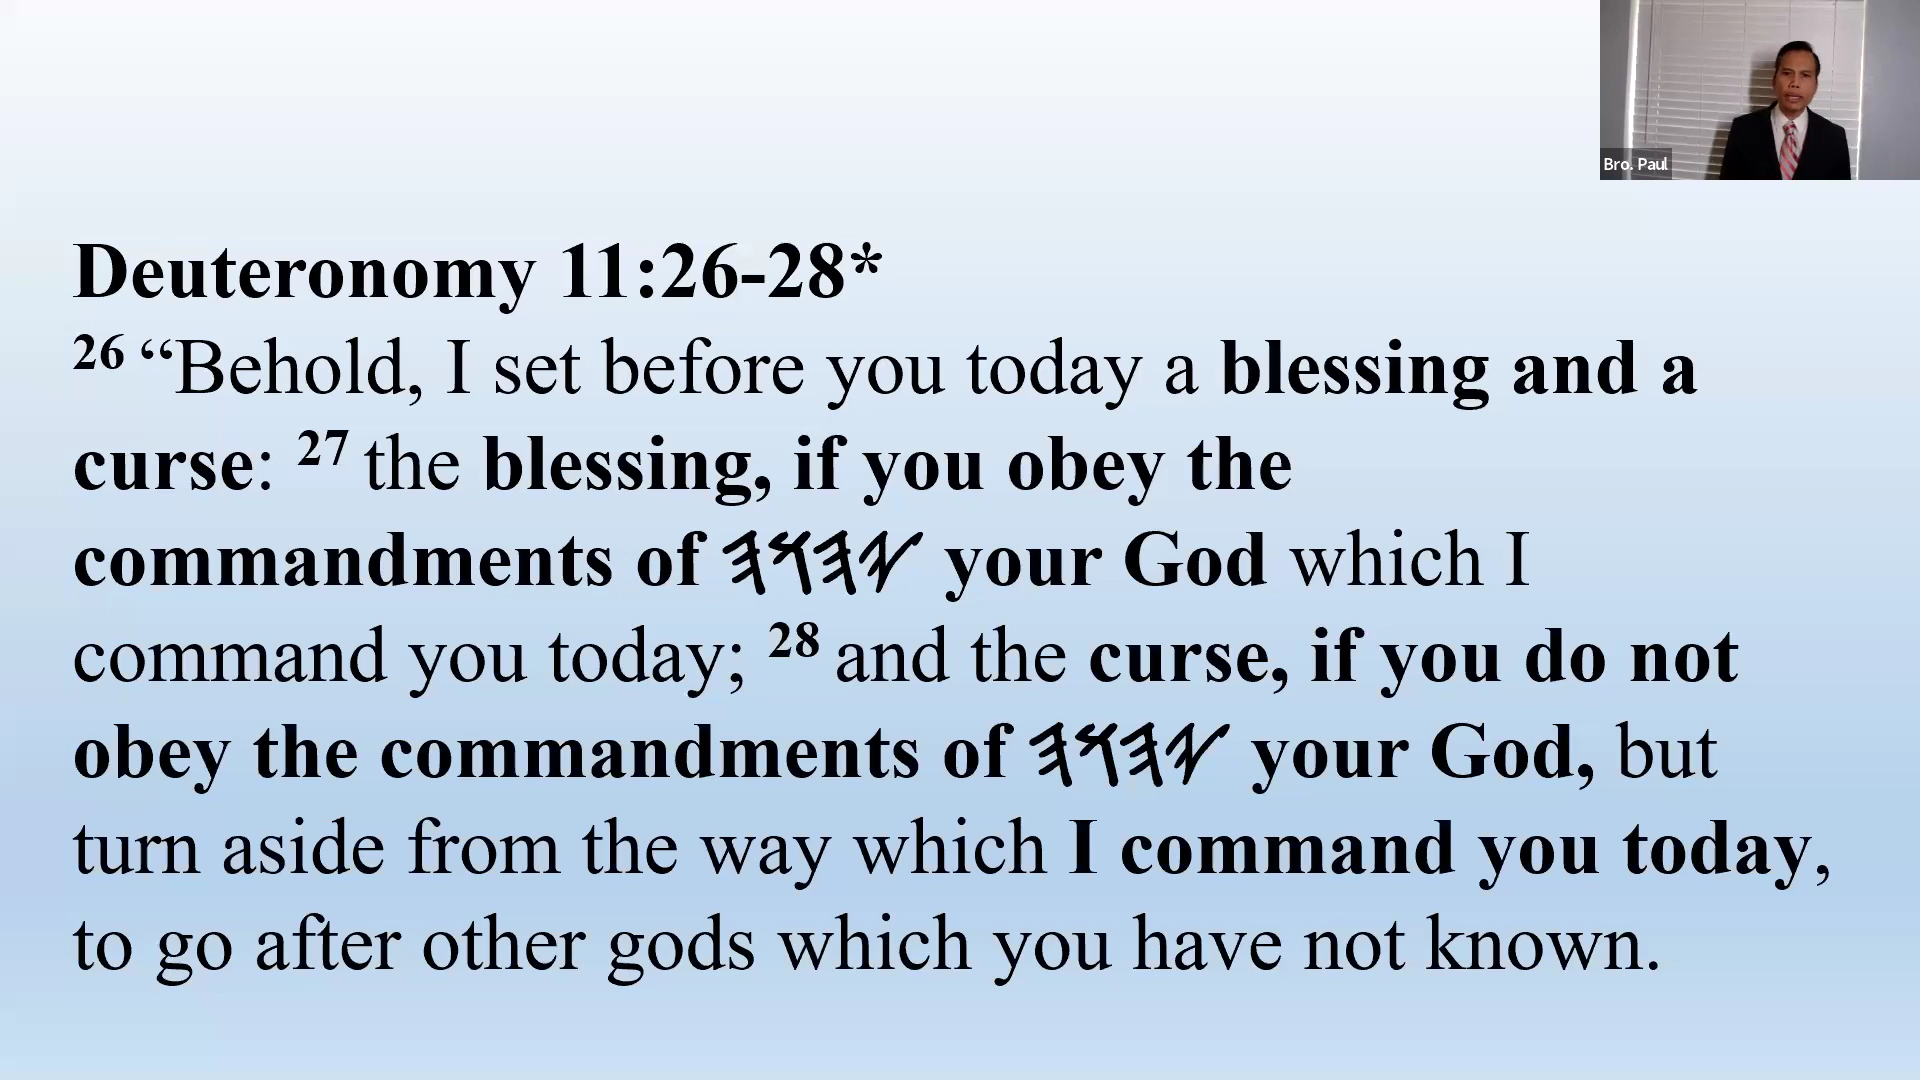 Bro. Paul
Deuteronomy 11:26-28*
26 “Behold, I set before you today a blessing and a
curse: 27 the blessing, if you obey the
commandments of 𐤉𐤄𐤅𐤄 your God which I
command you today; 28 and the curse, if you do not
obey the commandments of 𐤉𐤄𐤅𐤄 your God, but
turn aside from the way which I command you today,
to go after other gods which you have not known.